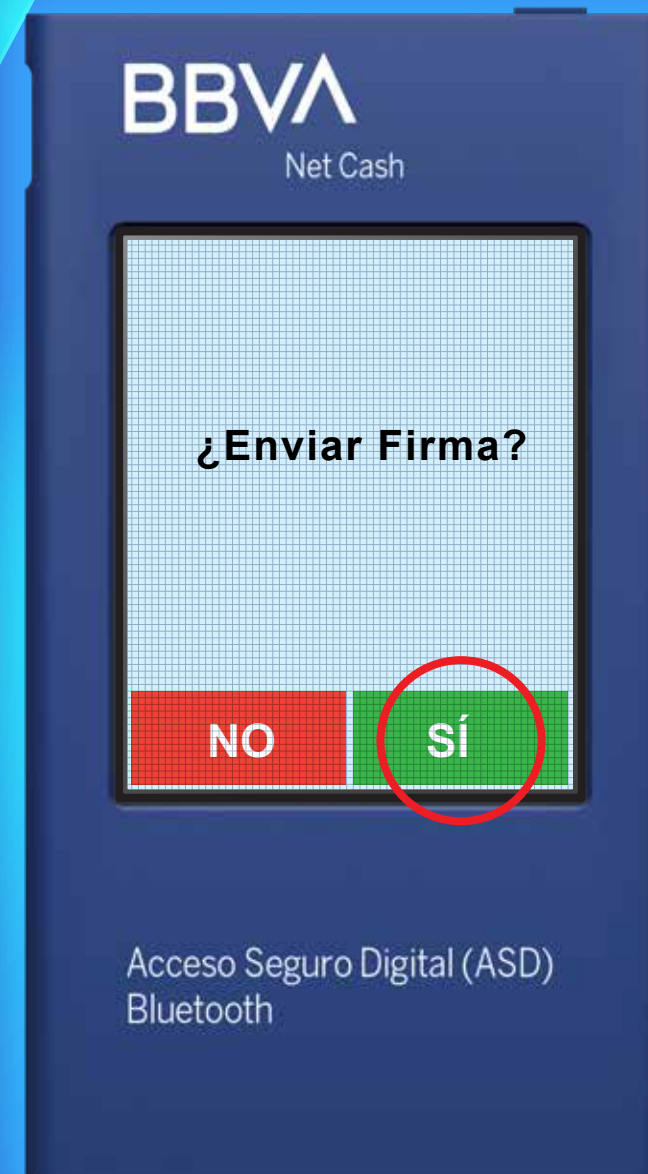 BBVA
Net Cash
¿Enviar Firma?
NO SÍ
Acceso Seguro Digital (ASD)
Bluetooth